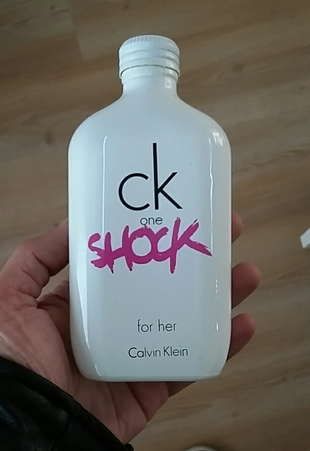 ck
one
SHOCK
for her
Calvin Klein